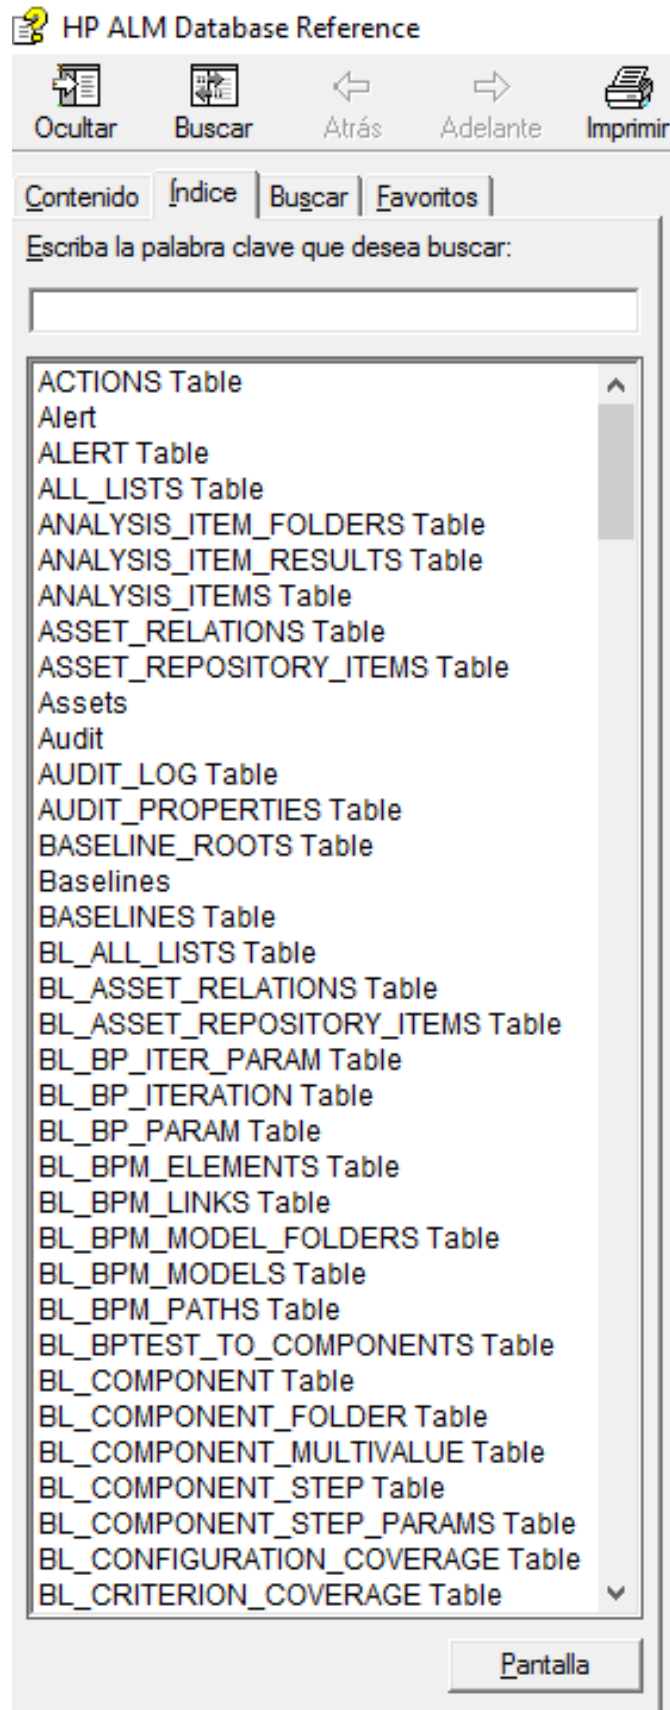 HP ALM Database Reference
Ocultar Buscar Atrás Adelante Imprimir
Contenido Índice Buscar Favoritos
Escriba la palabra clave que desea buscar:
ACTIONS Table
Alert
ALERT Table
ALL_LISTS Table
ANALYSIS_ITEM_FOLDERS Table
ANALYSIS_ITEM_RESULTS Table
ANALYSIS_ITEMS Table
ASSET_RELATIONS Table
ASSET_REPOSITORY_ITEMS Table
Assets
Audit
AUDIT_LOG Table
AUDIT_PROPERTIES Table
BASELINE_ROOTS Table
Baselines
BASELINES Table
BL_ALL_LISTS Table
BL_ASSET_RELATIONS Table
BL_ASSET_REPOSITORY_ITEMS Table
BL_BP_ITER_PARAM Table
BL_BP_ITERATION Table
BL_BP_PARAM Table
BL_BPM_ELEMENTS Table
BL_BPM_LINKS Table
BL_BPM_MODEL_FOLDERS Table
BL_BPM_MODELS Table
BL_BPM_PATHS Table
BL_BPTEST_TO_COMPONENTS Table
BL_COMPONENT Table
BL_COMPONENT_FOLDER Table
BL_COMPONENT_MULTIVALUE Table
BL_COMPONENT_STEP Table
BL_COMPONENT_STEP_PARAMS Table
BL_CONFIGURATION_COVERAGE Table
BL_CRITERION_COVERAGE Table
Pantalla